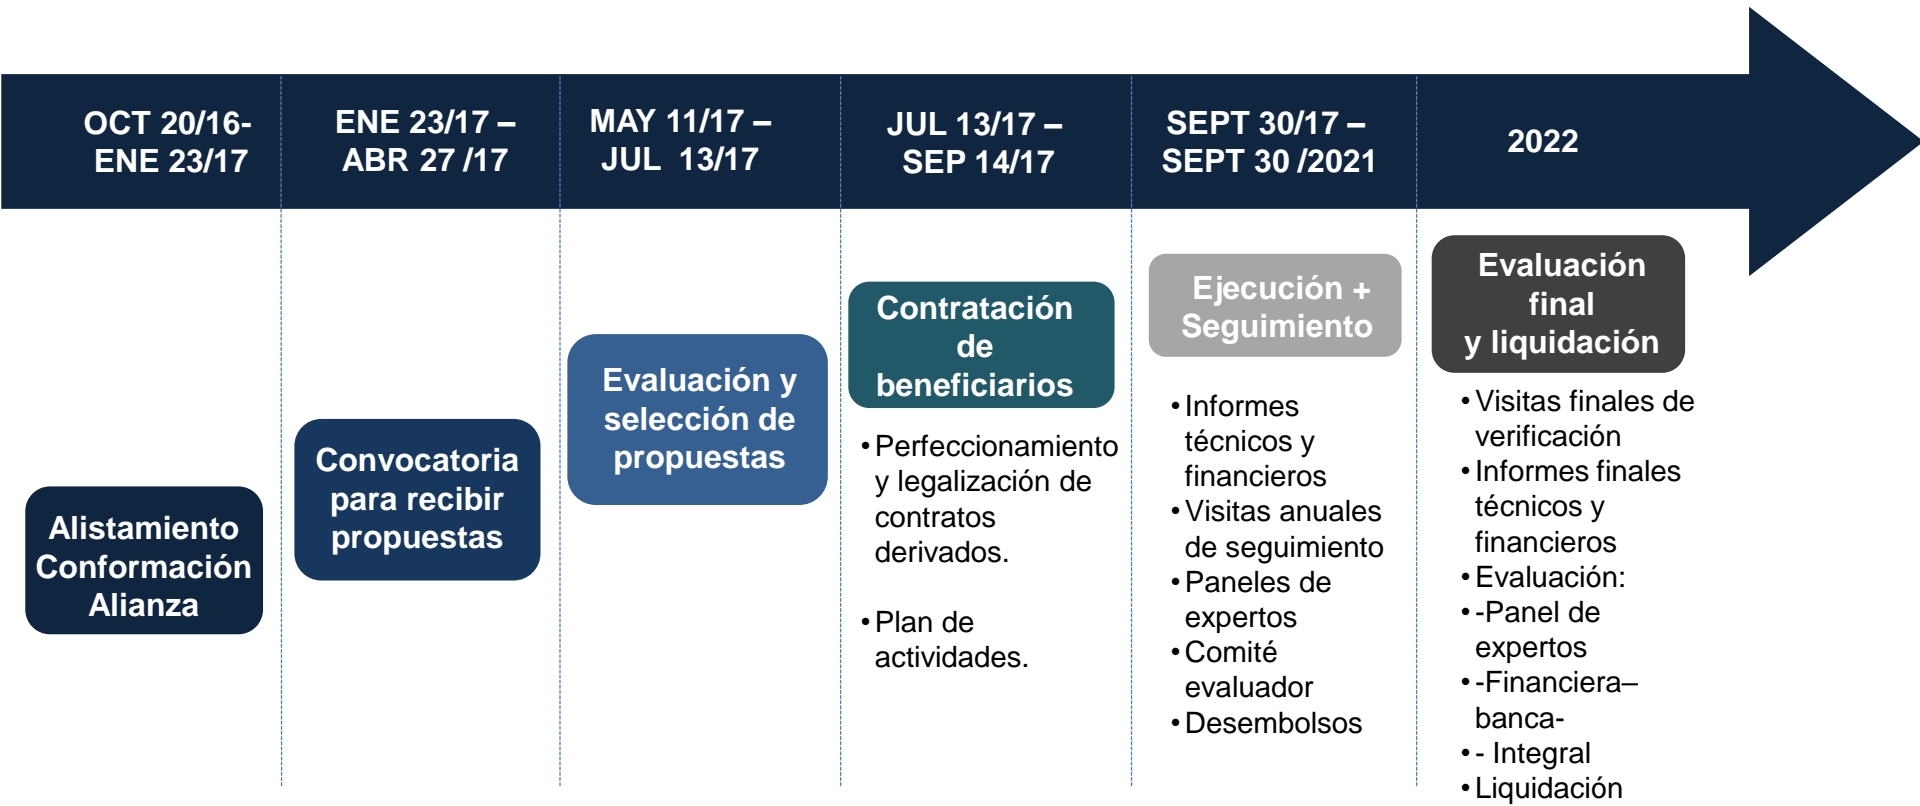 OCT 20/16-
ENE 23/17
ENE 23/17 –
ABR 27 /17
MAY 11/17 –
JUL 13/17
JUL 13/17 –
SEP 14/17
SEPT 30/17 –
SEPT 30 /2021
2022
Alistamiento
Conformación
Alianza
Convocatoria
para recibir
propuestas
Evaluación y
selección de
propuestas
Contratación
de
beneficiarios
• Perfeccionamiento
y legalización de
contratos
derivados.
• Plan de
actividades.
Ejecución +
Seguimiento
• Informes
técnicos y
financieros
• Visitas anuales
de seguimiento
• Paneles de
expertos
• Comité
evaluador
• Desembolsos
Evaluación
final
y liquidación
• Visitas finales de
verificación
• Informes finales
técnicos y
financieros
• Evaluación:
• -Panel de
expertos
• -Financiera–
banca-
• - Integral
• Liquidación